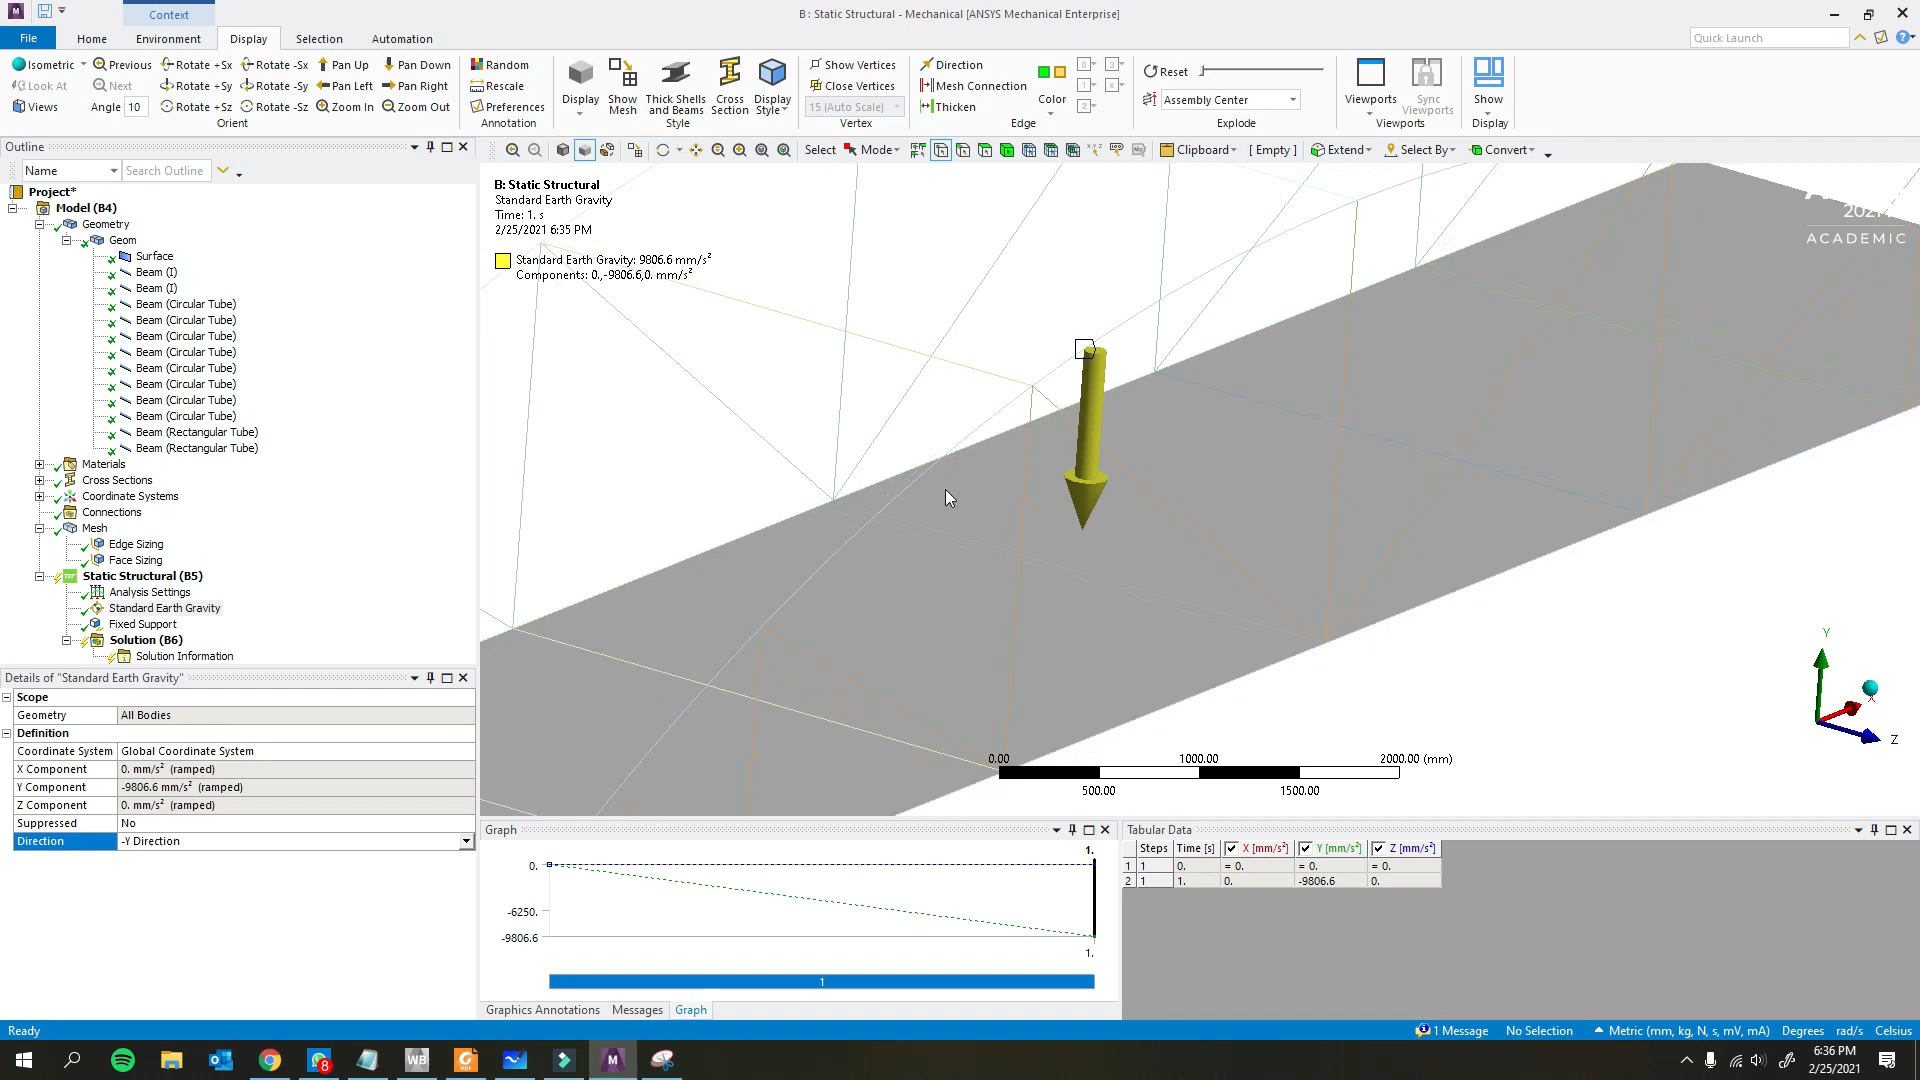 Context
B : Static Structural - Mechanical [ANSYS Mechanical Enterprise]
File Home Environment Display Selection Automation
Quick Launch
Isometric Previous Rotate +Sx Rotate -Sx Pan Up Pan Down
Look At Next Rotate +Sy Rotate -Sy Pan Left Pan Right
Views Angle 10 Rotate +Sz Rotate -Sz Zoom In Zoom Out
Orient
Random
Rescale
Preferences
Annotation
Display
Show Mesh
Thick Shells and Beams
Cross Section
Display Style
Style
Show Vertices
Close Vertices
15 (Auto Scale)
Vertex
Direction
Mesh Connection
Thicken
Color
Edge
Reset
Assembly Center
Explode
Viewports
Sync Viewports
Viewports
Show
Display
Outline
Name Search Outline
Select Mode Clipboard [ Empty ] Extend Select By Convert
Project*
Model (B4)
Geometry
Geom
Surface
Beam (I)
Beam (I)
Beam (Circular Tube)
Beam (Circular Tube)
Beam (Circular Tube)
Beam (Circular Tube)
Beam (Circular Tube)
Beam (Circular Tube)
Beam (Circular Tube)
Beam (Circular Tube)
Beam (Rectangular Tube)
Beam (Rectangular Tube)
Materials
Cross Sections
Coordinate Systems
Connections
Mesh
Edge Sizing
Face Sizing
Static Structural (B5)
Analysis Settings
Standard Earth Gravity
Fixed Support
Solution (B6)
Solution Information
B: Static Structural
Standard Earth Gravity
Time: 1. s
2/25/2021 6:35 PM
Standard Earth Gravity: 9806.6 mm/s²
Components: 0.,-9806.6,0. mm/s²
ACADEMIC
Y
X
Z
0.00 1000.00 2000.00 (mm)
500.00 1500.00
Details of "Standard Earth Gravity"
Scope
Geometry All Bodies
Definition
Coordinate System Global Coordinate System
X Component 0. mm/s² (ramped)
Y Component -9806.6 mm/s² (ramped)
Z Component 0. mm/s² (ramped)
Suppressed No
Direction -Y Direction
Graph
1.
0.
-6250.
-9806.6
1.
1
Graphics Annotations Messages Graph
Tabular Data
Steps Time [s] X [mm/s²] Y [mm/s²] Z [mm/s²]
1 1 0. = 0. = 0. = 0.
2 1 1. 0. -9806.6 0.
Ready
1 Message No Selection Metric (mm, kg, N, s, mV, mA) Degrees rad/s Celsius
8
WB
M
6:36 PM
2/25/2021